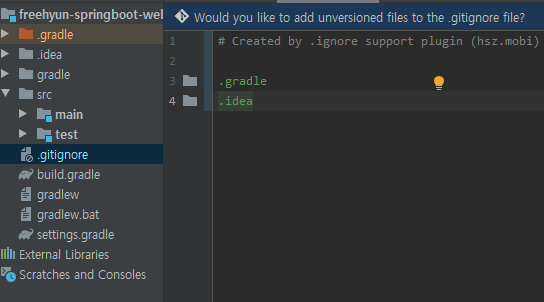 freehyun-springboot-wel
.gradle
.idea
gradle
src
main
test
.gitignore
build.gradle
gradlew
gradlew.bat
settings.gradle
External Libraries
Scratches and Consoles
Would you like to add unversioned files to the .gitignore file?
1 # Created by .ignore support plugin (hsz.mobi)
2
3 .gradle
4 .idea